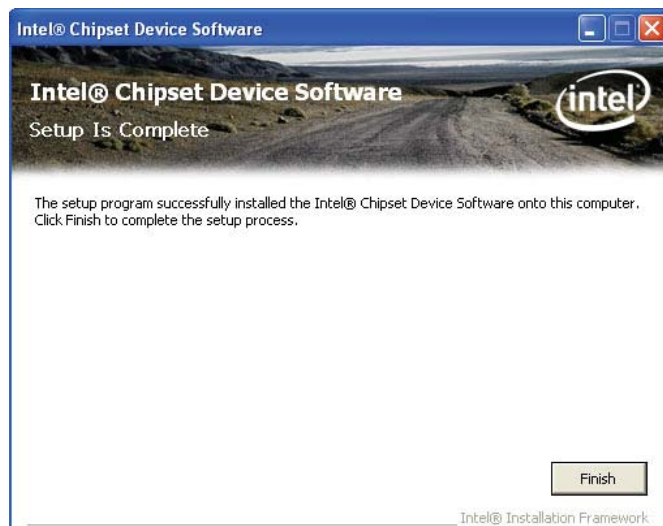 Intel® Chipset Device Software
Intel® Chipset Device Software
intel
Setup Is Complete
The setup program successfully installed the Intel® Chipset Device Software onto this computer.
Click Finish to complete the setup process.
Finish
Intel® Installation Framework